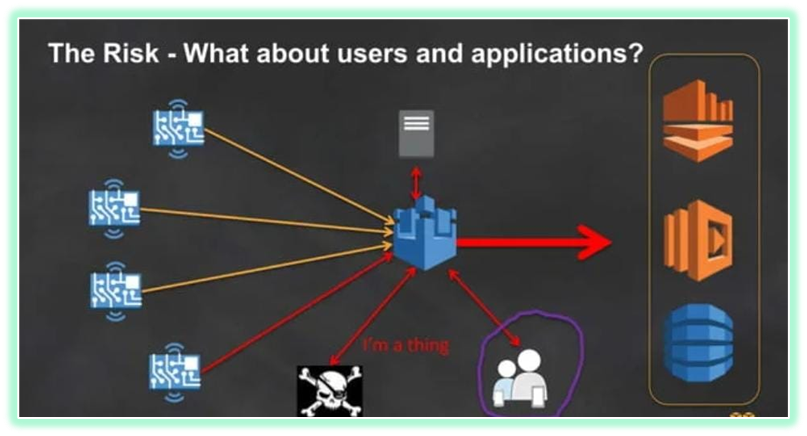 The Risk - What about users and applications?
I'm a thing